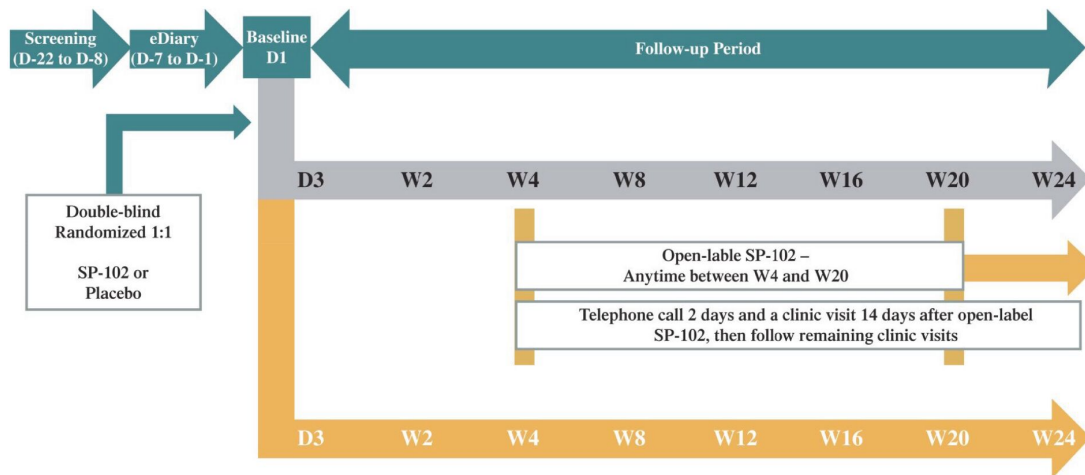 Screening
(D-22 to D-8)
eDiary
(D-7 to D-1)
Baseline
D1
Follow-up Period
D3 W2 W4 W8 W12 W16 W20 W24
Double-blind
Randomized 1:1
SP-102 or
Placebo
Open-lable SP-102 –
Anytime between W4 and W20
Telephone call 2 days and a clinic visit 14 days after open-label
SP-102, then follow remaining clinic visits
D3 W2 W4 W8 W12 W16 W20 W24